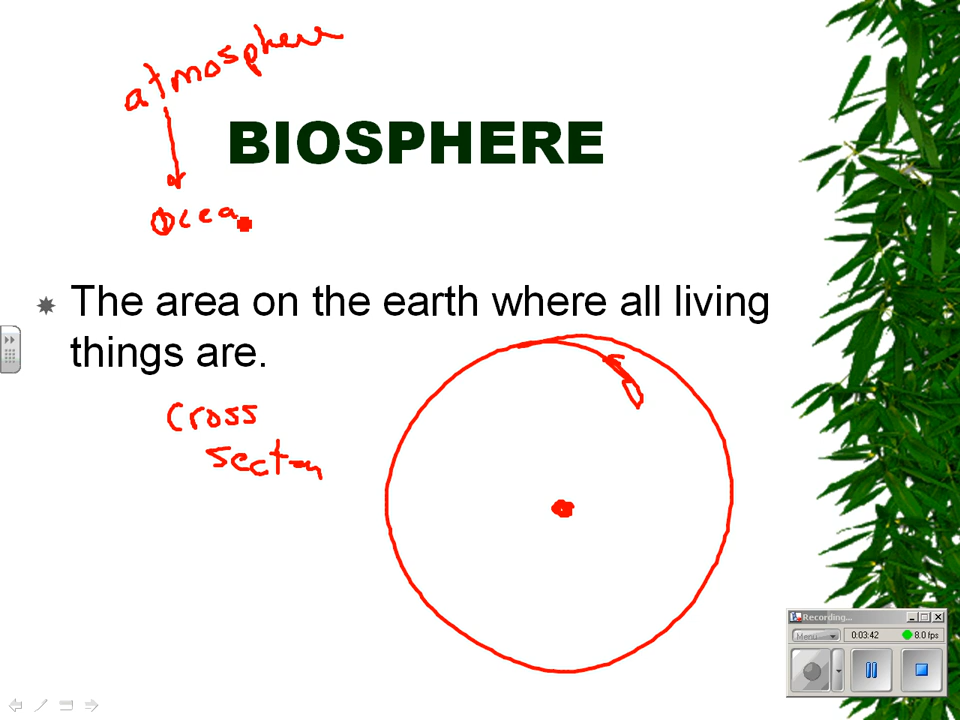 atmosphere
BIOSPHERE
Ocea
The area on the earth where all living
things are.
Cross
Section
Recording...
Menu
0:03:42
8.0 fps